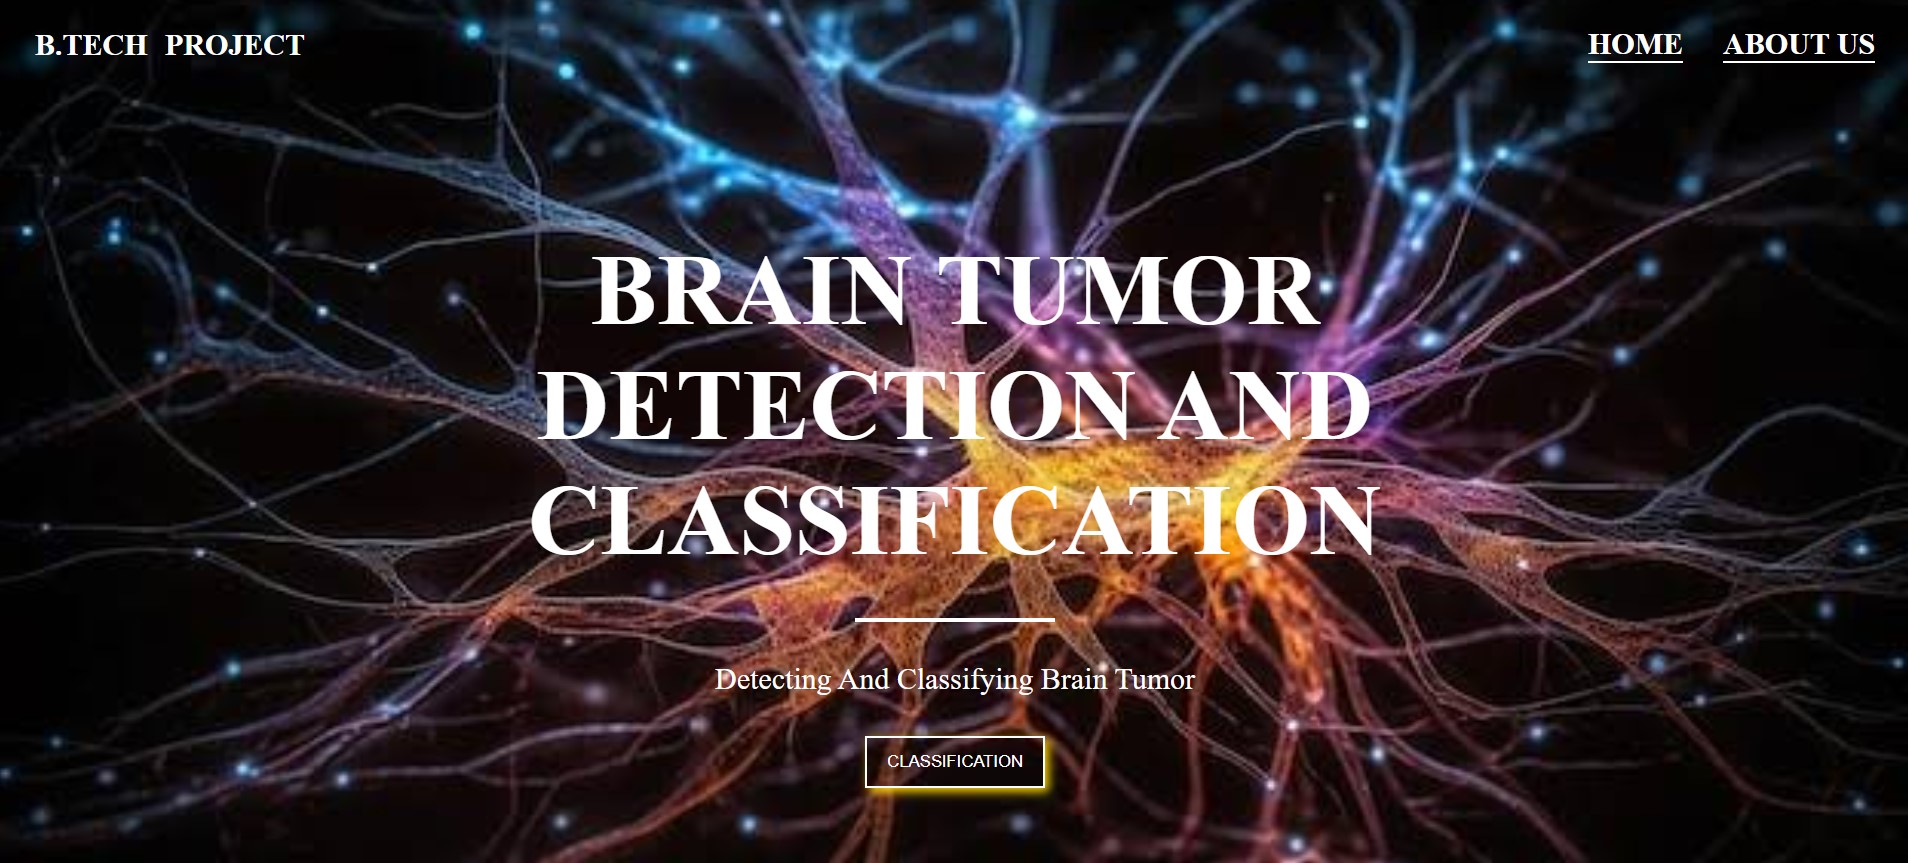 B.TECH PROJECT
HOME
ABOUT US
BRAIN TUMOR
DETECTION AND
CLASSIFICATION
Detecting And Classifying Brain Tumor
CLASSIFICATION